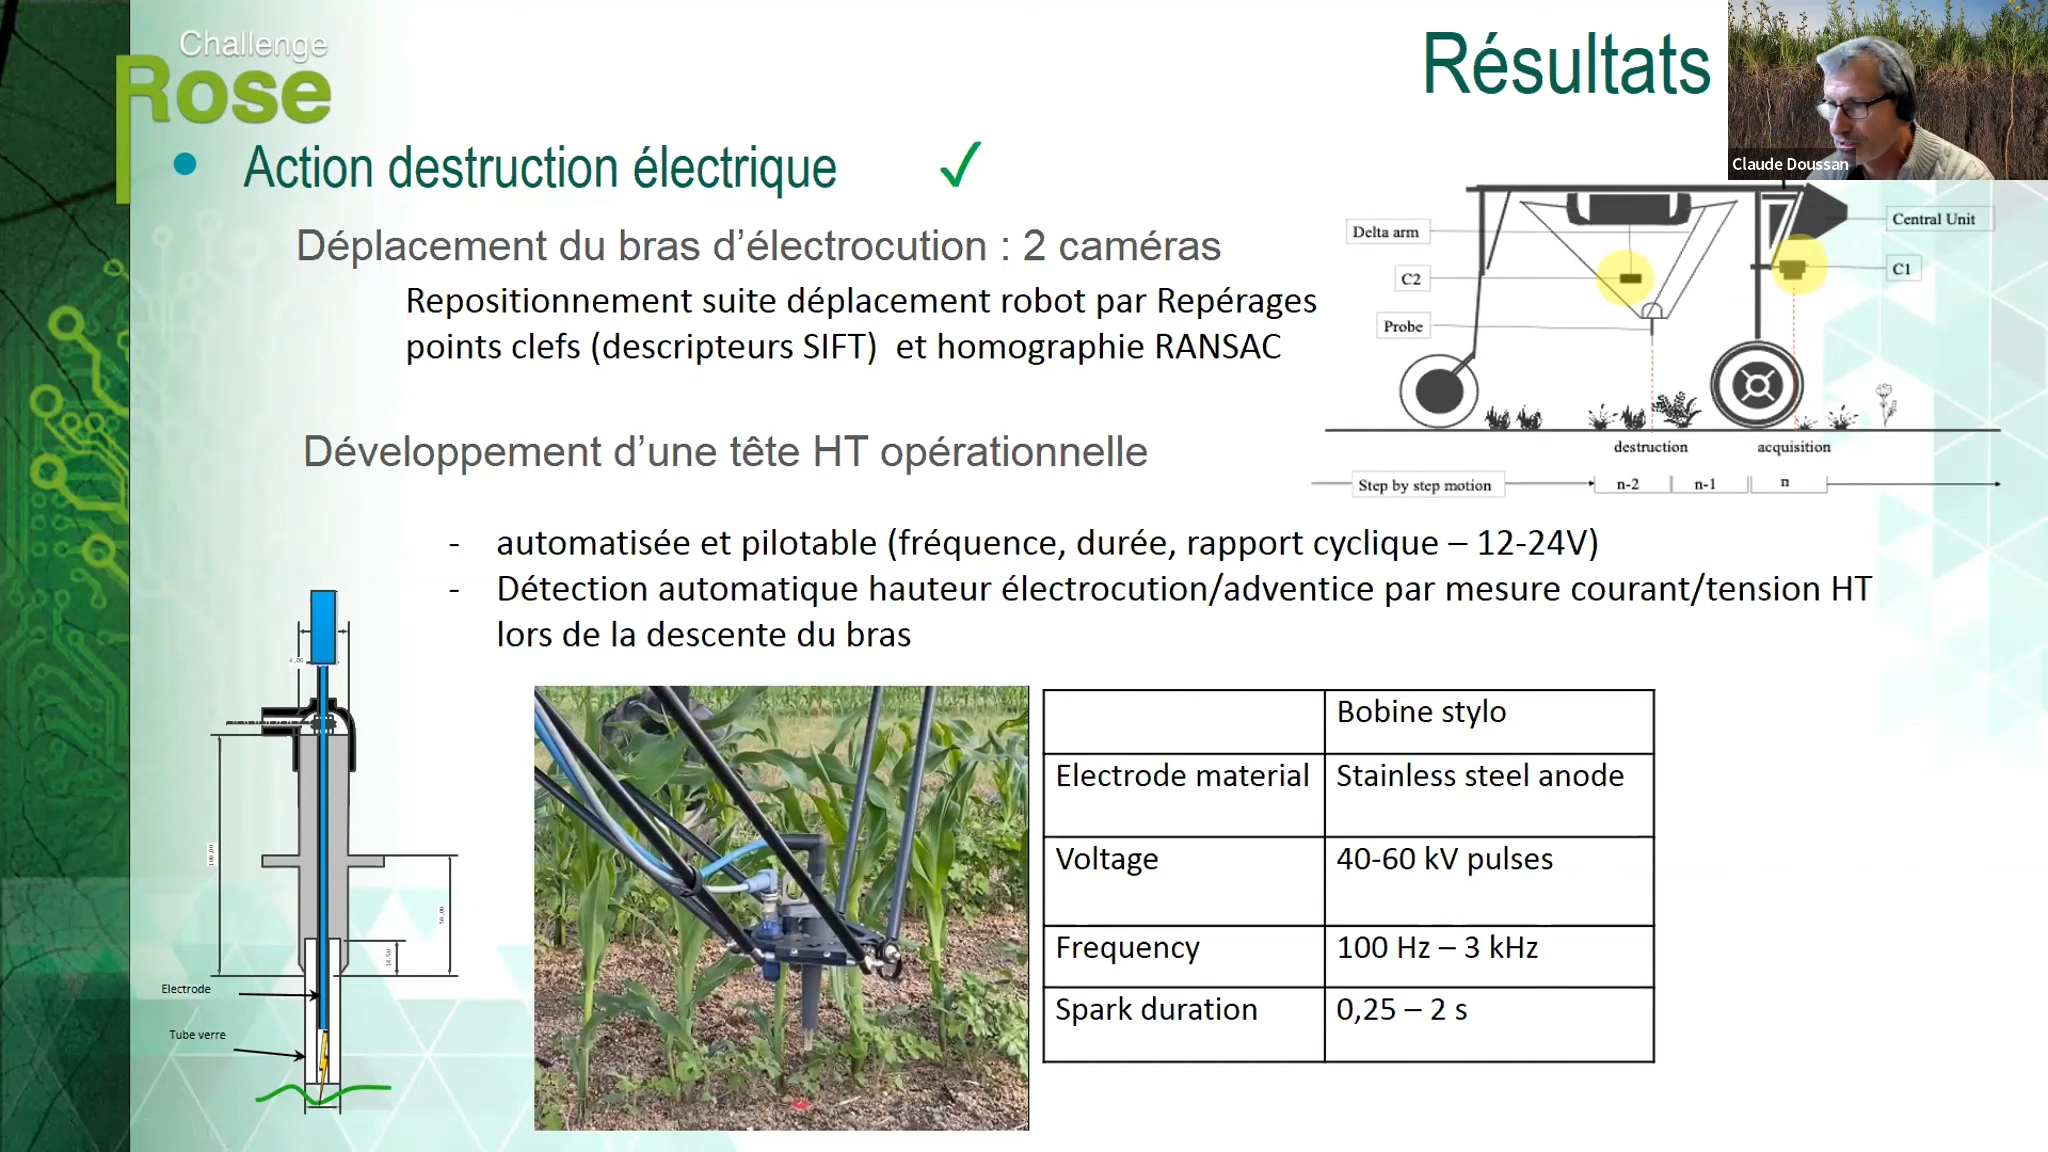 Challenge
Rose
Résultats
Claude Doussan
• Action destruction électrique ✓
Déplacement du bras d’électrocution : 2 caméras
Repositionnement suite déplacement robot par Repérages
points clefs (descripteurs SIFT) et homographie RANSAC
Delta arm
C2
Probe
Central Unit
C1
destruction
acquisition
Step by step motion
n-2
n-1
n
Développement d’une tête HT opérationnelle
- automatisée et pilotable (fréquence, durée, rapport cyclique – 12-24V)
- Détection automatique hauteur électrocution/adventice par mesure courant/tension HT
lors de la descente du bras
Electrode
Tube verre
Bobine stylo
Electrode material Stainless steel anode
Voltage 40-60 kV pulses
Frequency 100 Hz – 3 kHz
Spark duration 0,25 – 2 s